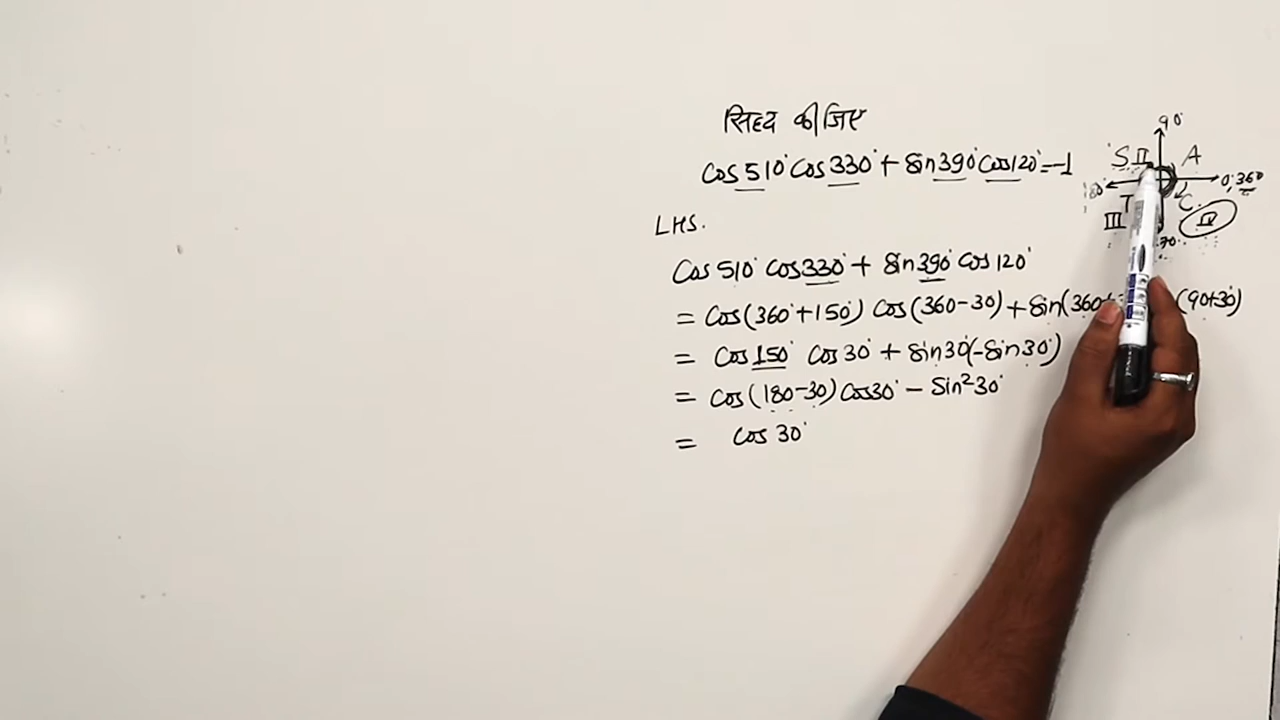 सिद्ध कीजिए
Cos 510° Cos 330° + Sin 390° Cos 120° = -1
LHS.
Cos 510° Cos 330° + Sin 390° Cos 120°
= Cos(360°+150°) Cos(360-30) + Sin(360+ (90+30°)
= Cos 150° Cos 30° + Sin 30°(-Sin 30°)
= Cos(180-30) Cos30° - Sin²30°
= Cos 30°
90°
S II A
180° 0°, 360
T C
III IV